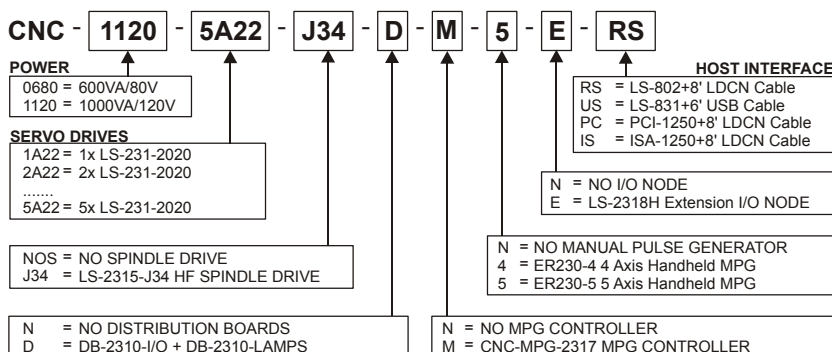 CNC - 1120 - 5A22 - J34 - D - M - 5 - E - RS
POWER
0680 = 600VA/80V
1120 = 1000VA/120V
SERVO DRIVES
1A22 = 1x LS-231-2020
2A22 = 2x LS-231-2020
.......
5A22 = 5x LS-231-2020
NOS = NO SPINDLE DRIVE
J34 = LS-2315-J34 HF SPINDLE DRIVE
N = NO DISTRIBUTION BOARDS
D = DB-2310-I/O + DB-2310-LAMPS
HOST INTERFACE
RS = LS-802+8' LDCN Cable
US = LS-831+6' USB Cable
PC = PCI-1250+8' LDCN Cable
IS = ISA-1250+8' LDCN Cable
N = NO I/O NODE
E = LS-2318H Extension I/O NODE
N = NO MANUAL PULSE GENERATOR
4 = ER230-4 4 Axis Handheld MPG
5 = ER230-5 5 Axis Handheld MPG
N = NO MPG CONTROLLER
M = CNC-MPG-2317 MPG CONTROLLER